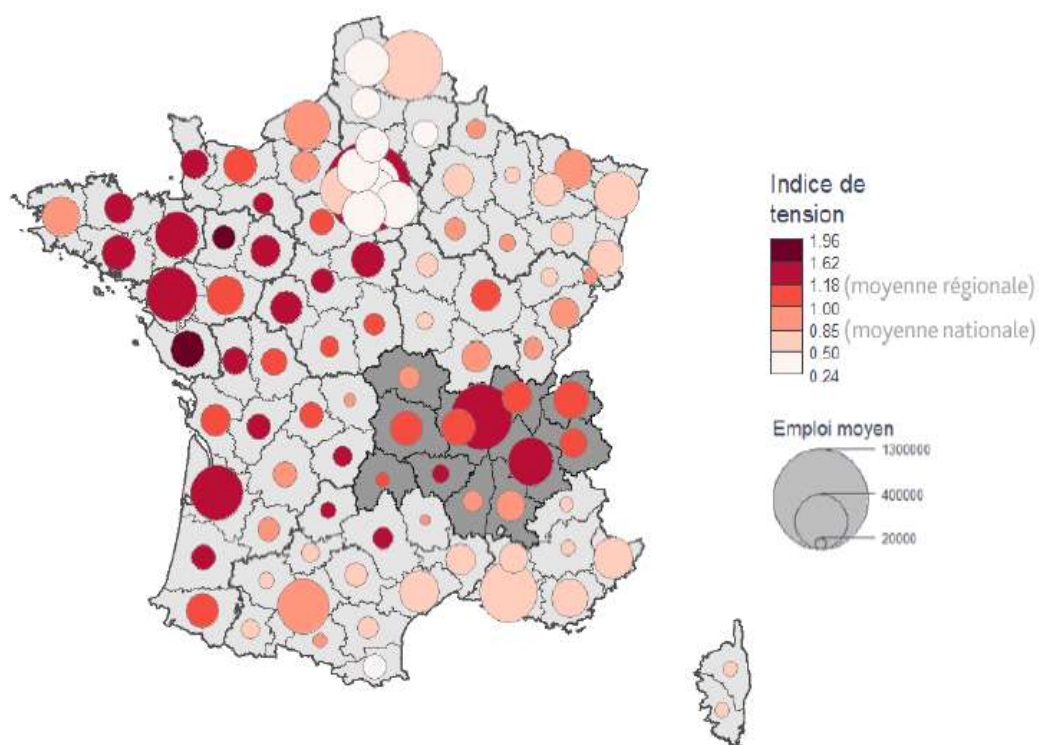 Indice de
tension
1.96
1.62
1.18 (moyenne régionale)
1.00
0.85 (moyenne nationale)
0.50
0.24
Emploi moyen
1300000
400000
20000